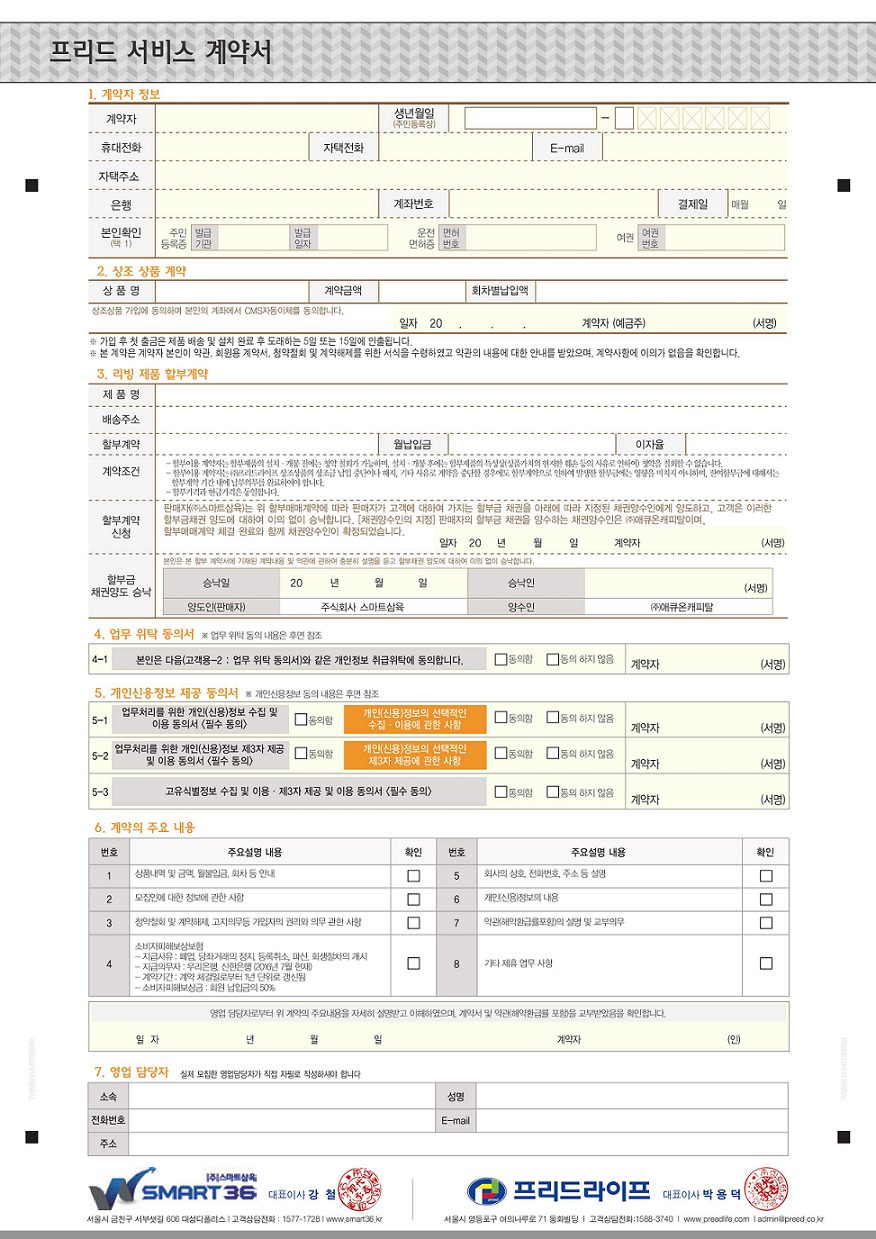 프리드 서비스 계약서
1. 계약자 정보
계약자
생년월일
(주민등록상)
–
휴대전화
자택전화
E-mail
자택주소
은행
계좌번호
결제일
매월 일
본인확인
(택 1)
주민
등록증
발급
기관
발급
일자
운전
면허증
면허
번호
여권
여권
번호
2. 상조 상품 계약
상 품 명
계약금액
회차별납입액
상조상품 가입에 동의하며 본인의 계좌에서 CMS자동이체를 동의합니다.
일자 20 . . . 계약자 (예금주) (서명)
※ 가입 후 첫 출금은 제품 배송 및 설치 완료 후 도래하는 5일 또는 15일에 인출됩니다.
※ 본 계약은 계약자 본인이 약관, 회원용 계약서, 청약철회 및 계약해제를 위한 서식을 수령하였고 약관의 내용에 대한 안내를 받았으며, 계약사항에 이의가 없음을 확인합니다.
3. 리빙 제품 할부계약
제 품 명
배송주소
할부계약
월납입금
이자율
계약조건
– 할부이용 계약자는 할부제품의 설치 · 개봉 전에는 청약 철회가 가능하며, 설치 · 개봉 후에는 할부제품의 특성상(상품가치의 현저한 훼손 등의 사유로 인하여) 청약을 철회할 수 없습니다.
– 할부이용 계약자는 ㈜프리드라이프 상조상품의 상조금 납입 중단이나 해지, 기타 사유로 계약을 중단할 경우에도 할부계약으로 인하여 발생한 할부금에는 영향을 미치지 아니하며, 잔여할부금에 대해서는
할부계약 기간 내에 납부의무를 완료하여야 합니다.
– 할부가격과 현금가격은 동일합니다.
할부계약
신청
판매자(㈜스마트삼육)는 위 할부매매계약에 따라 판매자가 고객에 대하여 가지는 할부금 채권을 아래에 따라 지정된 채권양수인에게 양도하고, 고객은 이러한
할부금채권 양도에 대하여 이의 없이 승낙합니다. [채권양수인의 지정] 판매자의 할부금 채권을 양수하는 채권양수인은 ㈜애큐온캐피탈이며,
할부매매계약 체결 완료와 함께 채권양수인이 확정되었습니다.
일자 20 년 월 일 계약자 (서명)
할부금
채권양도 승낙
본인은 본 할부 계약서에 기재된 계약내용 및 약관에 관하여 충분히 설명을 듣고 할부채권 양도에 대하여 이의 없이 승낙합니다.
승낙일 20 년 월 일 승낙인 (서명)
양도인(판매자) 주식회사 스마트삼육 양수인 ㈜애큐온캐피탈
4. 업무 위탁 동의서 ※ 업무 위탁 동의 내용은 후면 참조
4-1 본인은 다음(고객용-2 : 업무 위탁 동의서)와 같은 개인정보 취급위탁에 동의합니다. 동의함 동의 하지 않음 계약자 (서명)
5. 개인신용정보 제공 동의서 ※ 개인신용정보 동의 내용은 후면 참조
5-1
업무처리를 위한 개인(신용)정보 수집 및
이용 동의서 <필수 동의>
동의함
개인(신용)정보의 선택적인
수집 · 이용에 관한 사항
동의함 동의 하지 않음 계약자 (서명)
5-2
업무처리를 위한 개인(신용)정보 제3자 제공
및 이용 동의서 <필수 동의>
동의함
개인(신용)정보의 선택적인
제3자 제공에 관한 사항
동의함 동의 하지 않음 계약자 (서명)
5-3 고유식별정보 수집 및 이용 · 제3자 제공 및 이용 동의서 <필수 동의> 동의함 동의 하지 않음 계약자 (서명)
6. 계약의 주요 내용
번호 주요설명 내용 확인 번호 주요설명 내용 확인
1 상품내역 및 금액, 월불입금, 회차 등 안내 5 회사의 상호, 전화번호, 주소 등 설명
2 모집인에 대한 정보에 관한 사항 6 개인(신용)정보의 내용
3 청약철회 및 계약해제, 고지의무등 가입자의 권리와 의무 관한 사항 7 약관(해약환급률포함)의 설명 및 교부의무
4
소비자피해보상보험
– 지급사유 : 폐업, 당좌거래의 정지, 등록취소, 파산, 회생절차의 개시
– 지급의무자 : 우리은행, 신한은행 (2016년 7월 현재)
– 계약기간 : 계약 체결일로부터 1년 단위로 갱신됨
– 소비자피해보상금 : 회원 납입금의 50%
8 기타 제휴 업무 사항
영업 담당자로부터 위 계약의 주요내용을 자세히 설명받고 이해하였으며, 계약서 및 약관(해약환급률 포함)을 교부받았음을 확인합니다.
일 자 년 월 일 계약자 (인)
7. 영업 담당자 실제 모집한 영업담당자가 직접 자필로 작성하셔야 합니다
소속
성명
전화번호
E-mail
주소
(주)스마트삼육
SMART36
대표이사 강 철
서울시 금천구 서부샛길 606 대성디폴리스 I 고객상담전화 : 1577-1728 I www.smart36.kr
프리드라이프
대표이사 박 용 덕
서울시 영등포구 여의나루로 71 동화빌딩 I 고객상담전화:1588-3740 I www.preedlife.com I admin@preed.co.kr